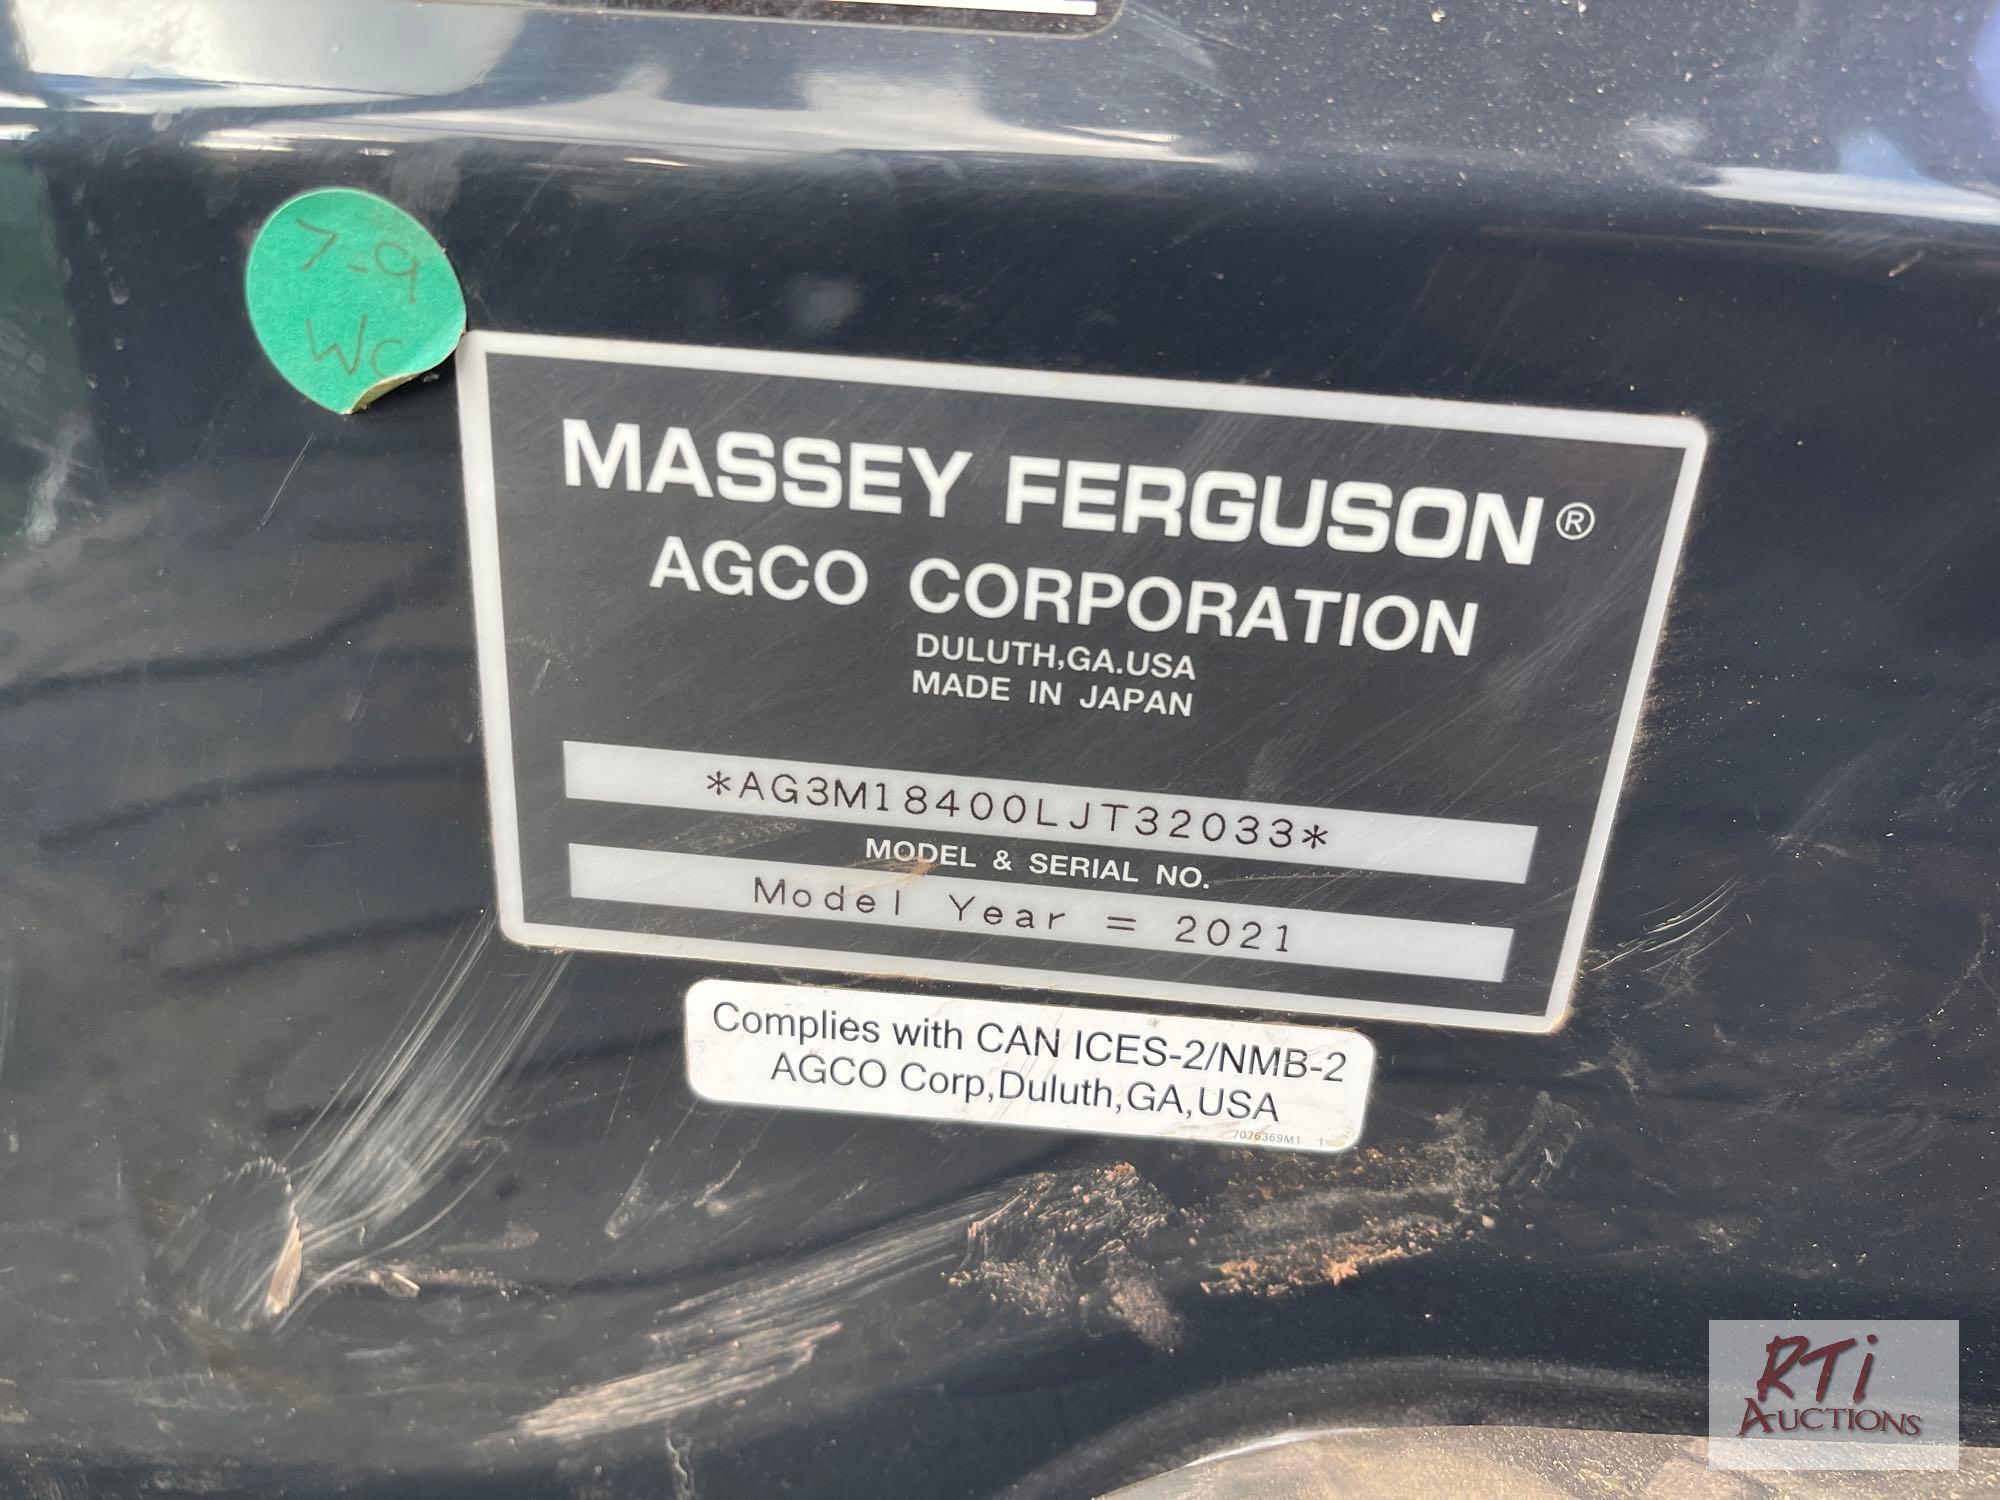 7-9
WC
MASSEY FERGUSON®
AGCO CORPORATION
DULUTH,GA.USA
MADE IN JAPAN
*AG3M18400LJT32033*
MODEL & SERIAL NO.
Model Year = 2021
Complies with CAN ICES-2/NMB-2
AGCO Corp,Duluth,GA,USA
7076369M1 1
RTi
AUCTIONS